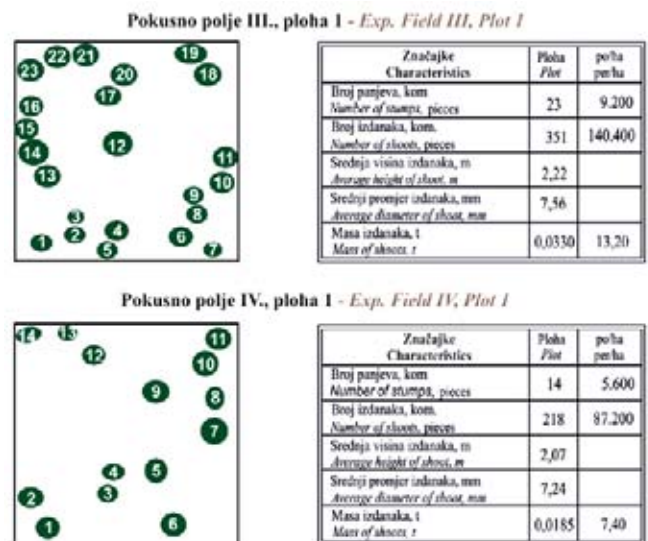 Pokusno polje III., ploha 1 - Exp. Field III, Plot 1
22 21 19
23 20 18
17
16
15
14 12 11
13 10
9
3 8
1 2 4 6
5 7
Značajke Ploha po/ha
Characteristics Plot per/ha
Broj panjeva, kom
Number of stumps, pieces 23 9.200
Broj izdanaka, kom.
Number of shoots, pieces 351 140.400
Srednja visina izdanaka, m
Average height of shoot, m 2,22
Srednji promjer izdanaka, mm
Average diameter of shoot, mm 7,56
Masa izdanaka, t
Mass of shoots, t 0,0330 13,20
Pokusno polje IV., ploha 1 - Exp. Field IV, Plot 1
14 13 11
12 10
9 8
7
4 5
2 3
1 6
Značajke Ploha po/ha
Characteristics Plot per/ha
Broj panjeva, kom
Number of stumps, pieces 14 5.600
Broj izdanaka, kom.
Number of shoots, pieces 218 87.200
Srednja visina izdanaka, m
Average height of shoot, m 2,07
Srednji promjer izdanaka, mm
Average diameter of shoot, mm 7,24
Masa izdanaka, t
Mass of shoots, t 0,0185 7,40